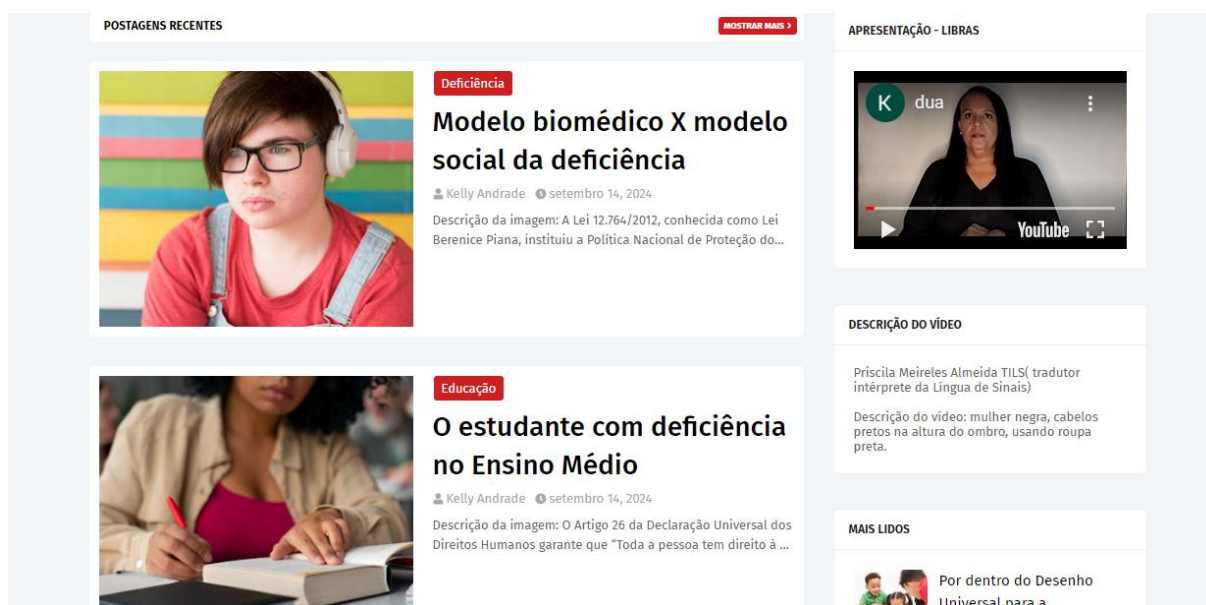 POSTAGENS RECENTES
MOSTRAR MAIS >
Deficiência
Modelo biomédico X modelo
social da deficiência
Kelly Andrade setembro 14, 2024
Descrição da imagem: A Lei 12.764/2012, conhecida como Lei
Berenice Piana, instituiu a Política Nacional de Proteção do...
Educação
O estudante com deficiência
no Ensino Médio
Kelly Andrade setembro 14, 2024
Descrição da imagem: O Artigo 26 da Declaração Universal dos
Direitos Humanos garante que "Toda a pessoa tem direito à ...
APRESENTAÇÃO - LIBRAS
K dua
YouTube
DESCRIÇÃO DO VÍDEO
Priscila Meireles Almeida TILS( tradutor
intérprete da Língua de Sinais)
Descrição do vídeo: mulher negra, cabelos
pretos na altura do ombro, usando roupa
preta.
MAIS LIDOS
Por dentro do Desenho
Universal para a